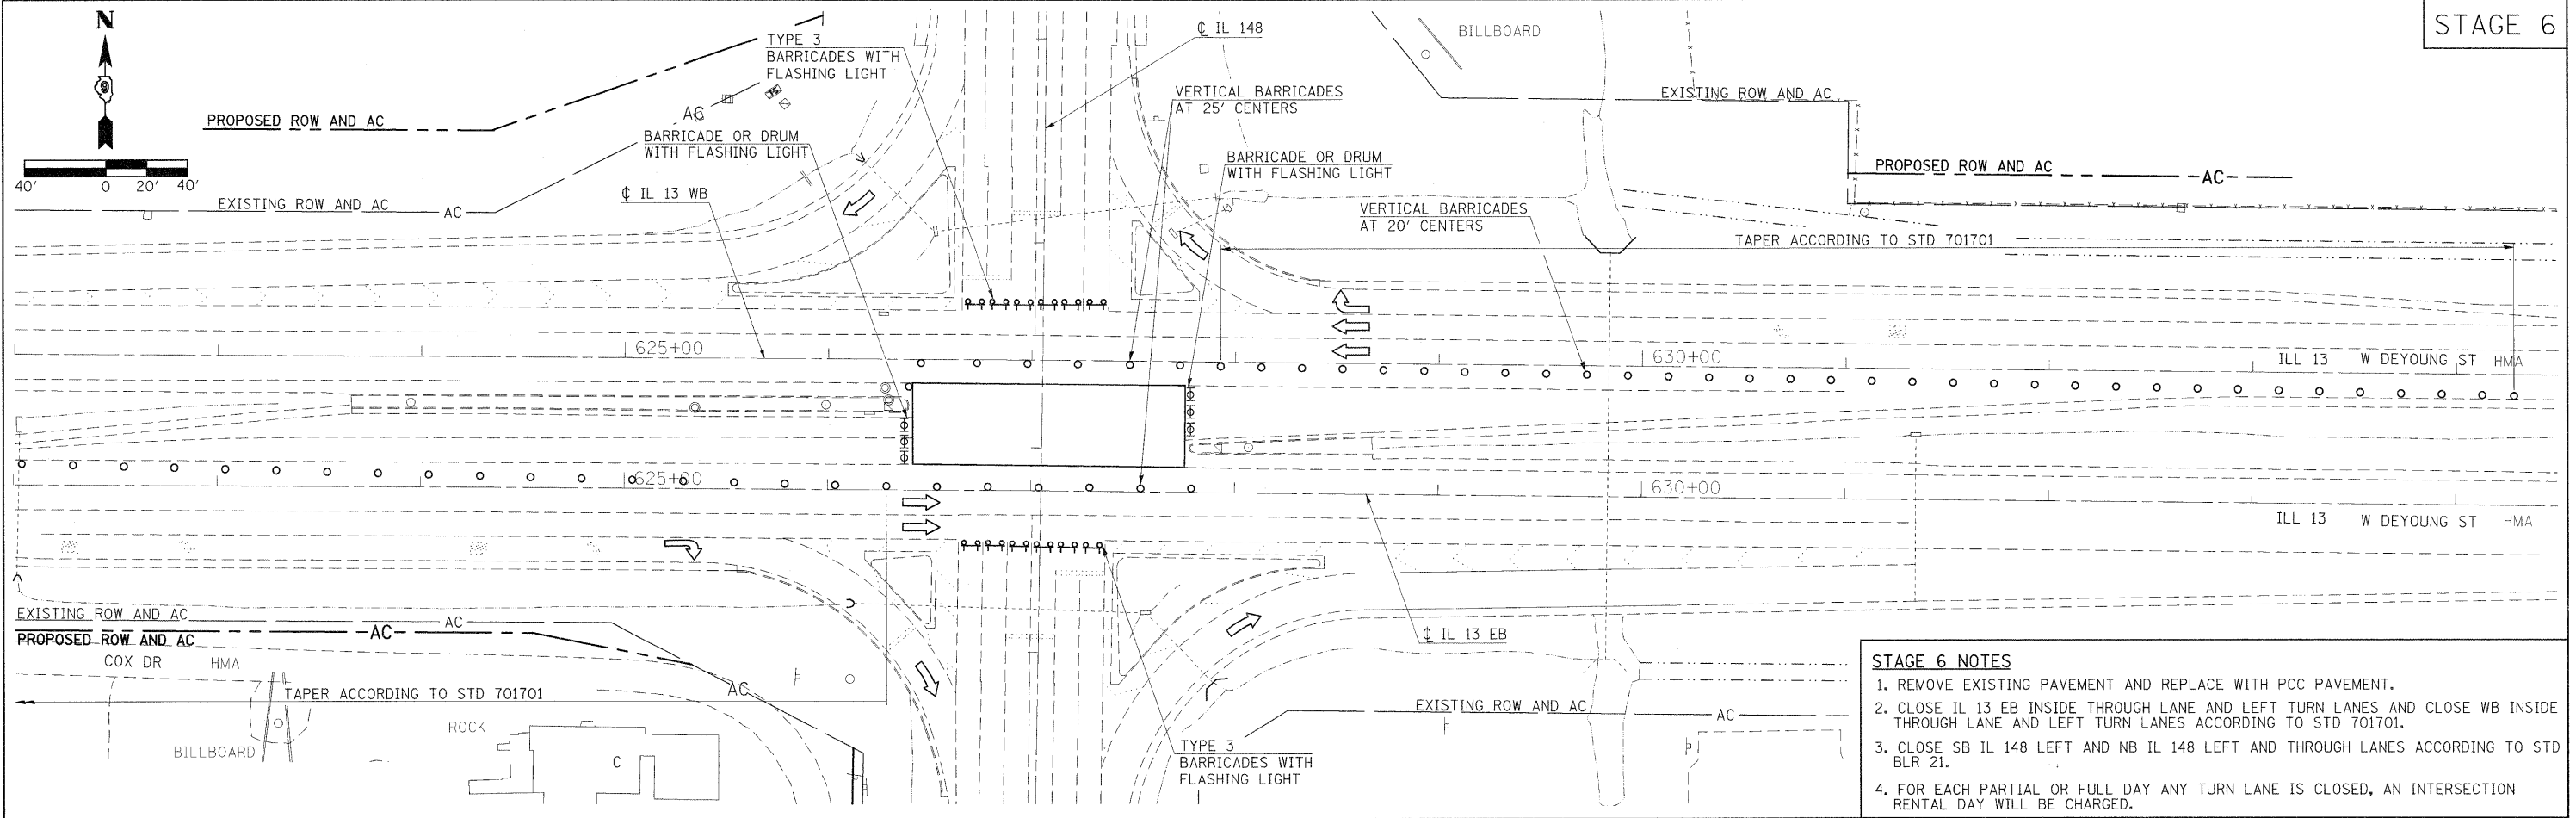 STAGE 6
N
9
40' 0 20' 40'
PROPOSED ROW AND AC
EXISTING ROW AND AC AC
AC
TYPE 3
BARRICADES WITH
FLASHING LIGHT
BARRICADE OR DRUM
WITH FLASHING LIGHT
℄ IL 13 WB
℄ IL 148
VERTICAL BARRICADES
AT 25' CENTERS
BARRICADE OR DRUM
WITH FLASHING LIGHT
VERTICAL BARRICADES
AT 20' CENTERS
BILLBOARD
EXISTING ROW AND AC
PROPOSED ROW AND AC AC
TAPER ACCORDING TO STD 701701
625+00
630+00
ILL 13 W DEYOUNG ST HMA
625+00
630+00
ILL 13 W DEYOUNG ST HMA
EXISTING ROW AND AC AC
PROPOSED ROW AND AC AC
COX DR HMA
TAPER ACCORDING TO STD 701701
AC
BILLBOARD
ROCK
C
℄ IL 13 EB
EXISTING ROW AND AC AC
TYPE 3
BARRICADES WITH
FLASHING LIGHT
STAGE 6 NOTES
1. REMOVE EXISTING PAVEMENT AND REPLACE WITH PCC PAVEMENT.
2. CLOSE IL 13 EB INSIDE THROUGH LANE AND LEFT TURN LANES AND CLOSE WB INSIDE
THROUGH LANE AND LEFT TURN LANES ACCORDING TO STD 701701.
3. CLOSE SB IL 148 LEFT AND NB IL 148 LEFT AND THROUGH LANES ACCORDING TO STD
BLR 21.
4. FOR EACH PARTIAL OR FULL DAY ANY TURN LANE IS CLOSED, AN INTERSECTION
RENTAL DAY WILL BE CHARGED.